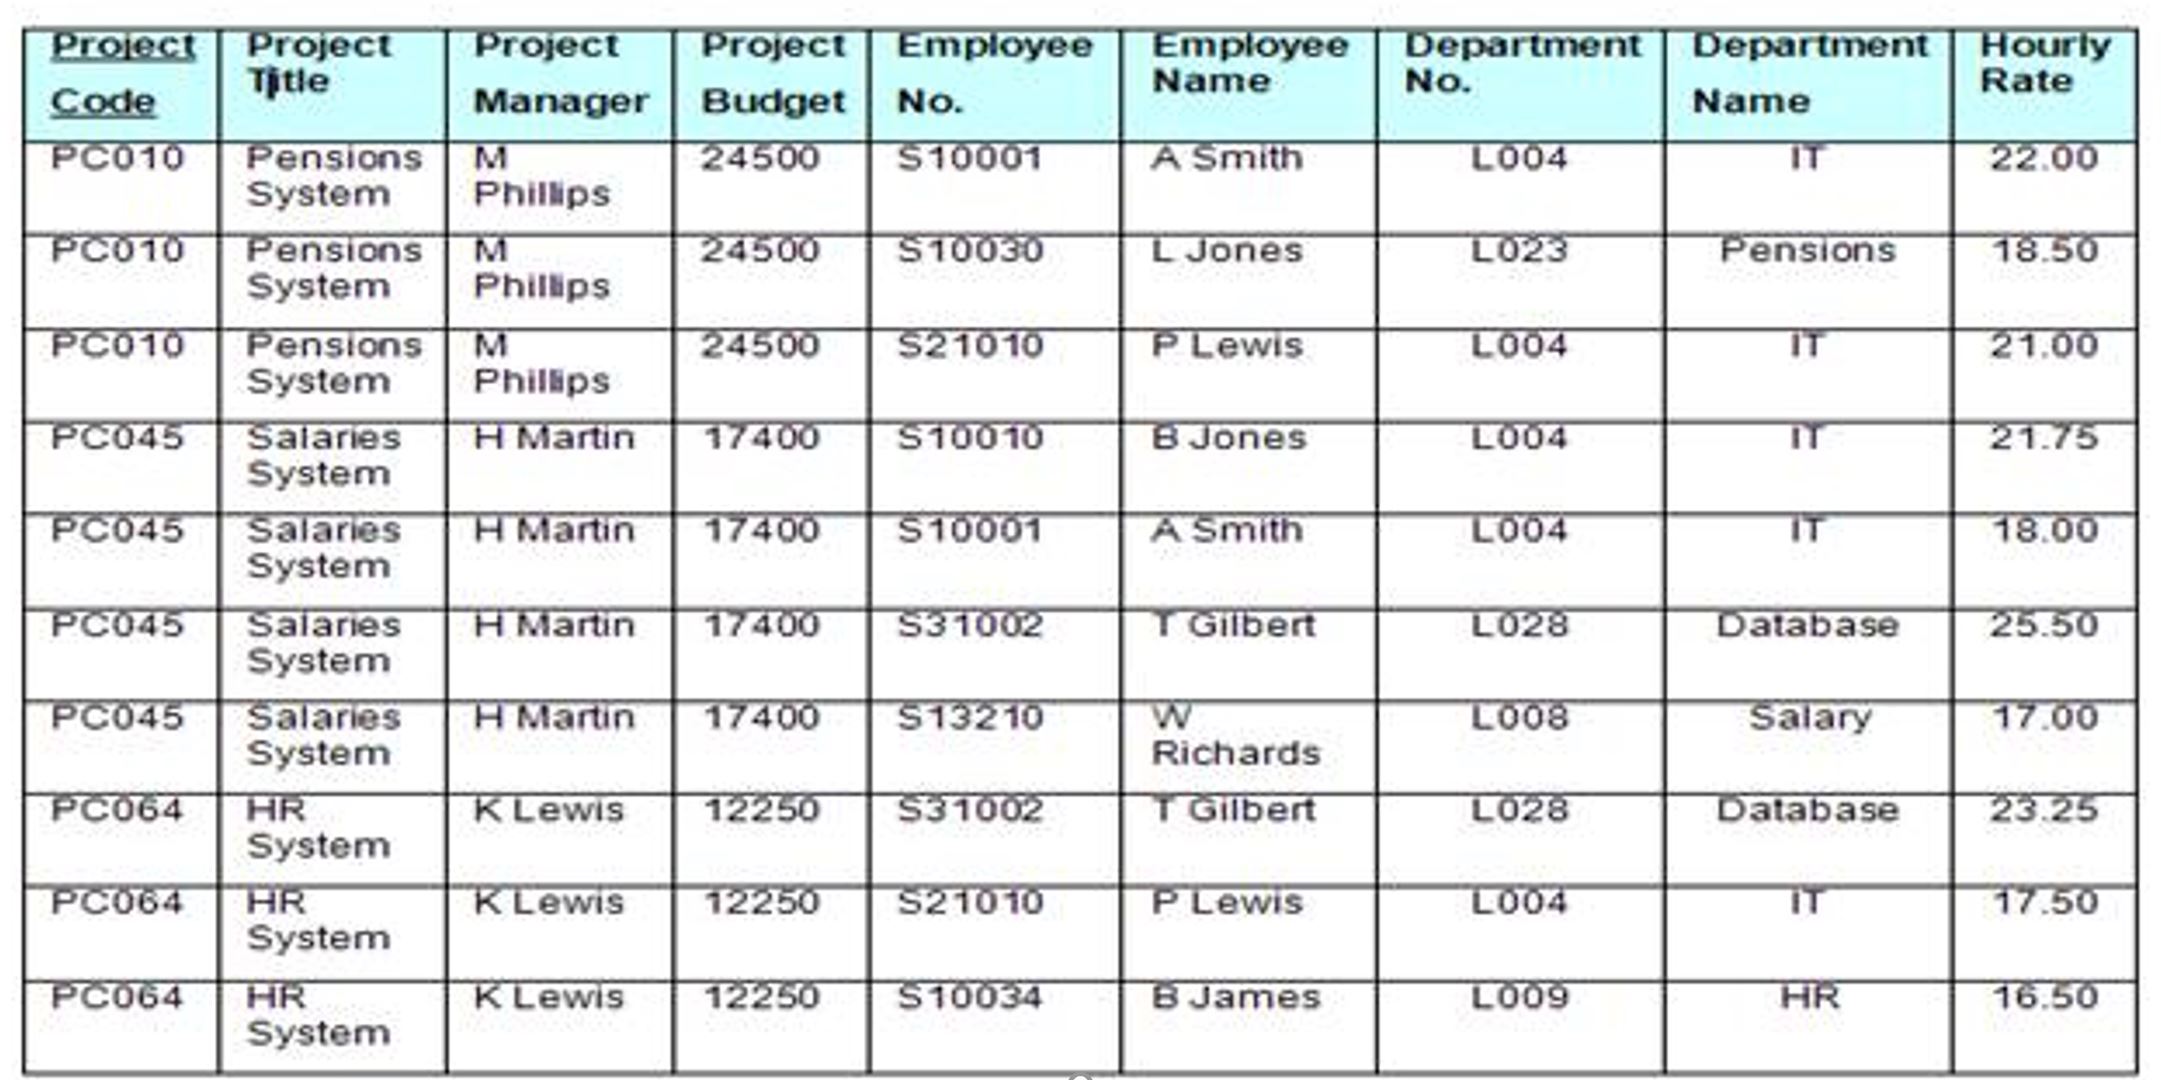 Project Code Project Title Project Manager Project Budget Employee No. Employee Name Department No. Department Name Hourly Rate
PC010 Pensions System M Phillips 24500 S10001 A Smith L004 IT 22.00
PC010 Pensions System M Phillips 24500 S10030 L Jones L023 Pensions 18.50
PC010 Pensions System M Phillips 24500 S21010 P Lewis L004 IT 21.00
PC045 Salaries System H Martin 17400 S10010 B Jones L004 IT 21.75
PC045 Salaries System H Martin 17400 S10001 A Smith L004 IT 18.00
PC045 Salaries System H Martin 17400 S31002 T Gilbert L028 Database 25.50
PC045 Salaries System H Martin 17400 S13210 W Richards L008 Salary 17.00
PC064 HR System K Lewis 12250 S31002 T Gilbert L028 Database 23.25
PC064 HR System K Lewis 12250 S21010 P Lewis L004 IT 17.50
PC064 HR System K Lewis 12250 S10034 B James L009 HR 16.50